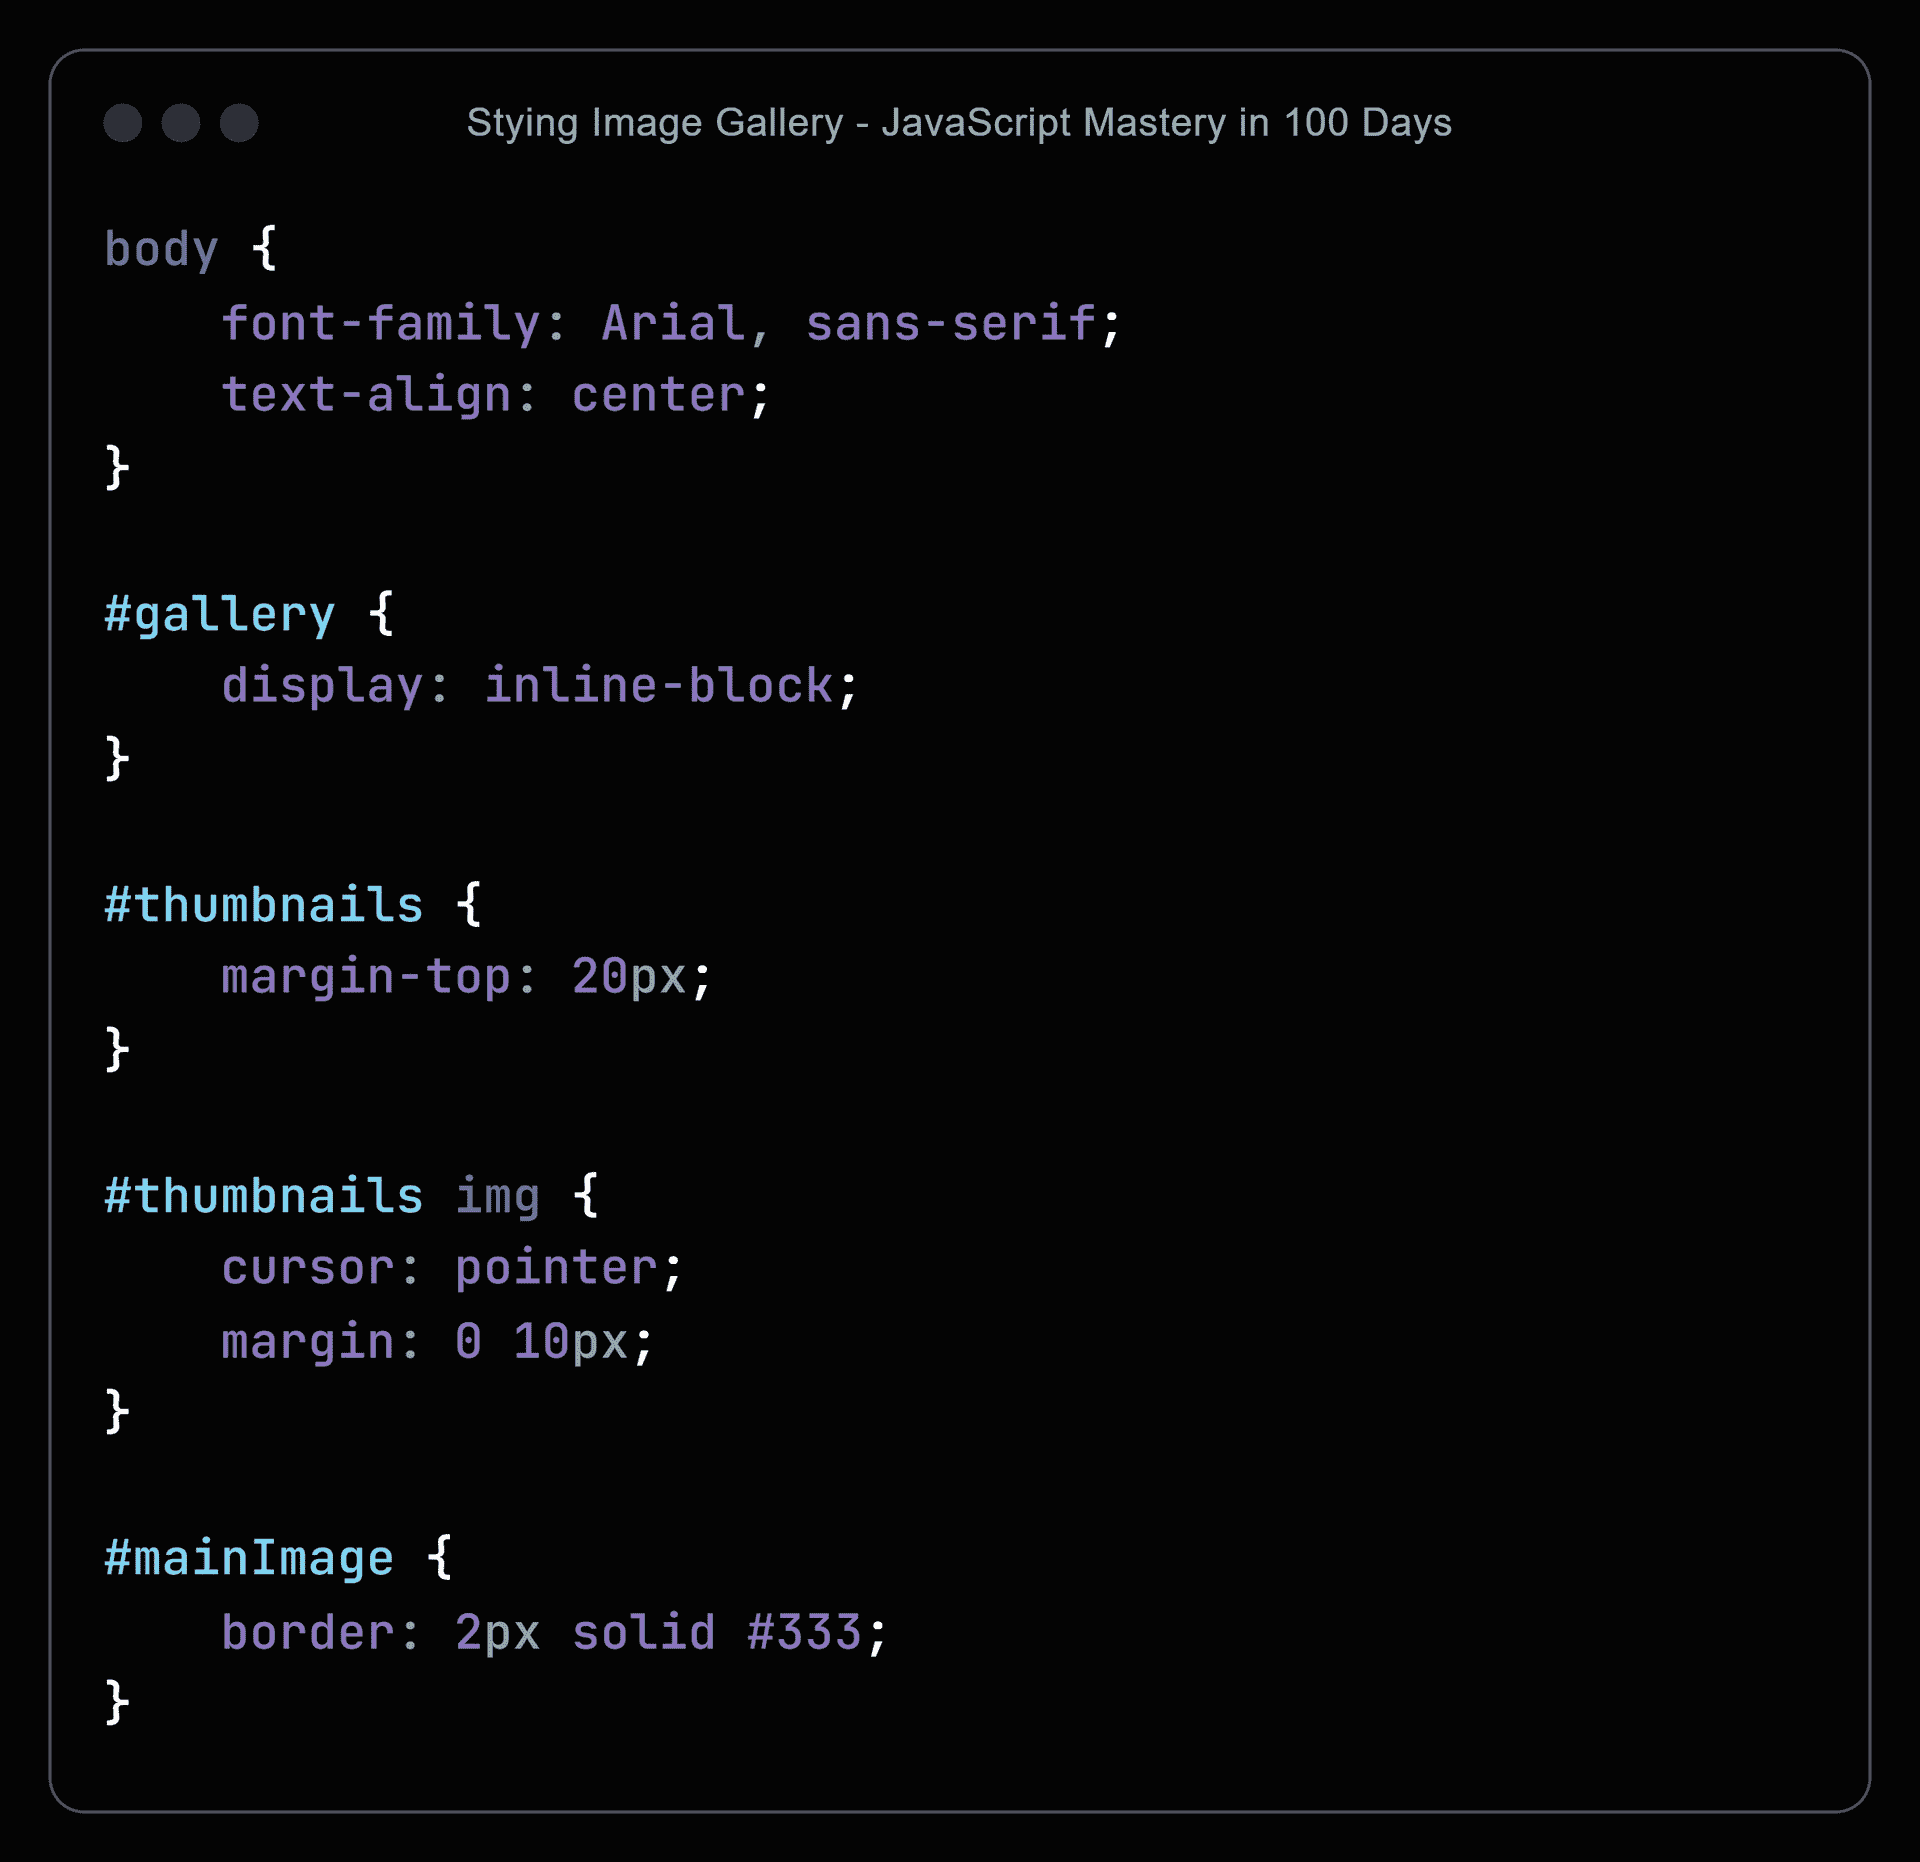 Stying Image Gallery - JavaScript Mastery in 100 Days
body {
    font-family: Arial, sans-serif;
    text-align: center;
}
#gallery {
    display: inline-block;
}
#thumbnails {
    margin-top: 20px;
}
#thumbnails img {
    cursor: pointer;
    margin: 0 10px;
}
#mainImage {
    border: 2px solid #333;
}